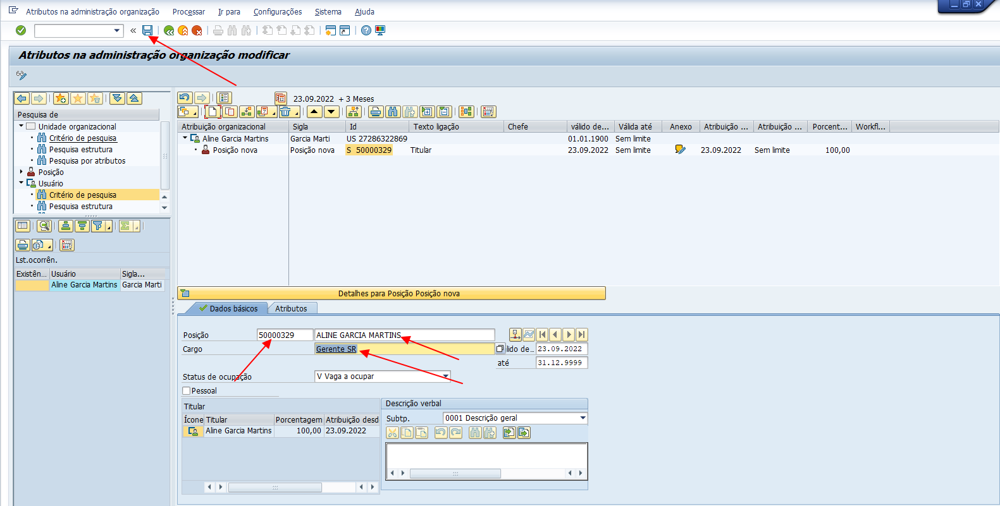 Atributos na administração organização Processar Ir para Configurações Sistema Ajuda
Atributos na administração organização modificar
23.09.2022 + 3 Meses
Pesquisa de
Unidade organizacional
Critério de pesquisa
Pesquisa estrutura
Pesquisa por atributos
Posição
Usuário
Critério de pesquisa
Pesquisa estrutura
Atribuição organizacional Sigla Id Texto ligação Chefe válido de... Válida até Anexo Atribuição ... Atribuição ... Porcent... Workfl...
Aline Garcia Martins Garcia Marti US 27286322869 01.01.1900 Sem limite
Posição nova Posição nova S 50000329 Titular 23.09.2022 Sem limite 23.09.2022 Sem limite 100,00
Lst.ocorrên.
Existên... Usuário Sigla...
Aline Garcia Martins Garcia Marti
Detalhes para Posição Posição nova
Dados básicos Atributos
Posição 50000329 ALINE GARCIA MARTINS
Cargo Gerente SR lido de... 23.09.2022
até 31.12.9999
Status de ocupação V Vaga a ocupar
Pessoal
Titular
Ícone Titular Porcentagem Atribuição desd
Aline Garcia Martins 100,00 23.09.2022
Descrição verbal
Subtp. 0001 Descrição geral